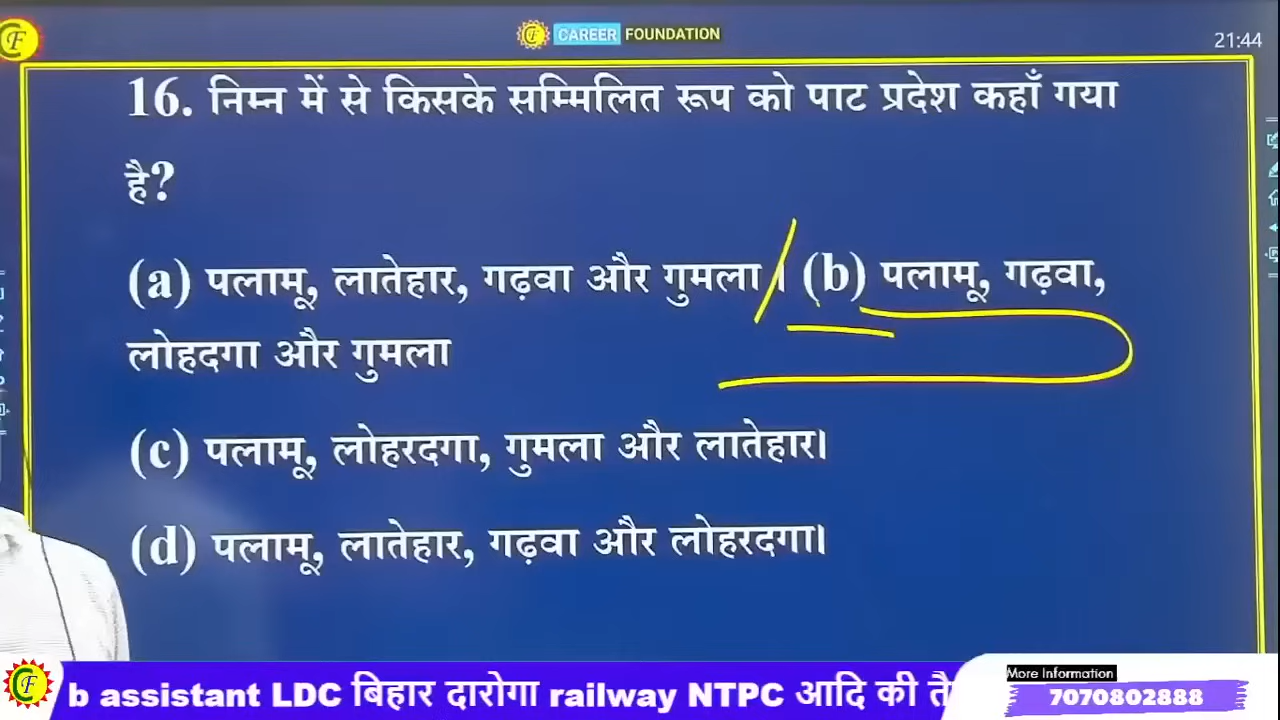 CAREER FOUNDATION
21:44
16. निम्न में से किसके सम्मिलित रूप को पाट प्रदेश कहाँ गया
है?
(a) पलामू, लातेहार, गढ़वा और गुमला। (b) पलामू, गढ़वा,
लोहदगा और गुमला
(c) पलामू, लोहरदगा, गुमला और लातेहार।
(d) पलामू, लातेहार, गढ़वा और लोहरदगा।
More Information
b assistant LDC बिहार दारोगा railway NTPC आदि की तै
7070802888